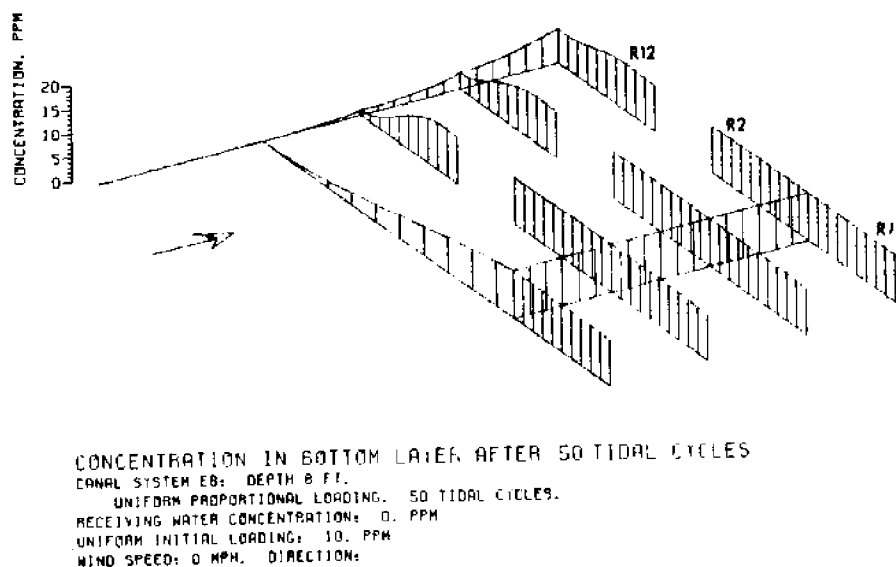 CONCENTRATION, PPM
20
15
10
5
0
R12
R2
R1
CONCENTRATION IN BOTTOM LAYER AFTER 50 TIDAL CYCLES
CANAL SYSTEM E8: DEPTH 8 FT.
UNIFORM PROPORTIONAL LOADING. 50 TIDAL CYCLES.
RECEIVING WATER CONCENTRATION: 0. PPM
UNIFORM INITIAL LOADING: 10. PPM
WIND SPEED: 0 MPH. DIRECTION: